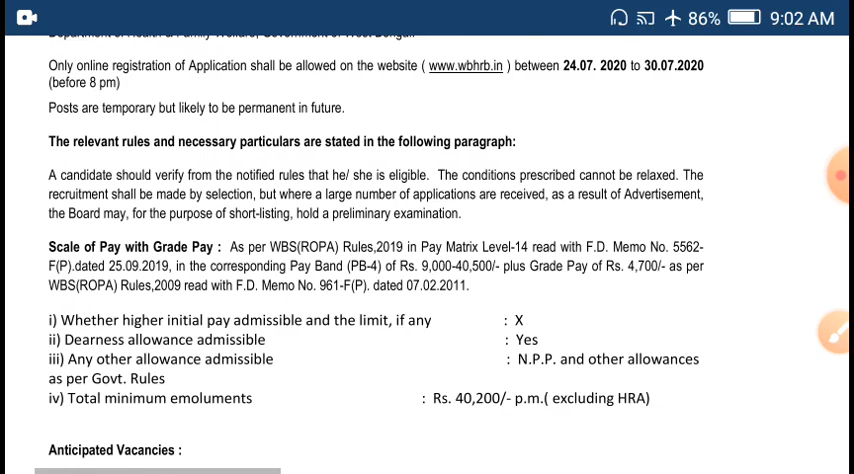 86% 9:02 AM
Department of Health & Family Welfare, Government of West Bengal.
Only online registration of Application shall be allowed on the website ( www.wbhrb.in ) between 24.07. 2020 to 30.07.2020
(before 8 pm)
Posts are temporary but likely to be permanent in future.
The relevant rules and necessary particulars are stated in the following paragraph:
A candidate should verify from the notified rules that he/ she is eligible. The conditions prescribed cannot be relaxed. The
recruitment shall be made by selection, but where a large number of applications are received, as a result of Advertisement,
the Board may, for the purpose of short-listing, hold a preliminary examination.
Scale of Pay with Grade Pay : As per WBS(ROPA) Rules,2019 in Pay Matrix Level-14 read with F.D. Memo No. 5562-
F(P).dated 25.09.2019, in the corresponding Pay Band (PB-4) of Rs. 9,000-40,500/- plus Grade Pay of Rs. 4,700/- as per
WBS(ROPA) Rules,2009 read with F.D. Memo No. 961-F(P). dated 07.02.2011.
i) Whether higher initial pay admissible and the limit, if any : X
ii) Dearness allowance admissible : Yes
iii) Any other allowance admissible : N.P.P. and other allowances
as per Govt. Rules
iv) Total minimum emoluments : Rs. 40,200/- p.m.( excluding HRA)
Anticipated Vacancies :